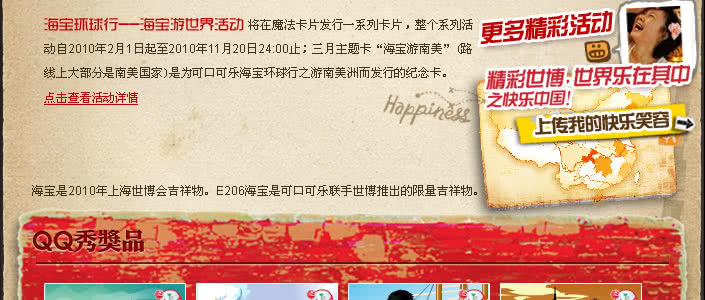 海宝环球行——海宝游世界活动 将在魔法卡片发行一系列卡片，整个系列活
动自2010年2月1日起至2010年11月20日24:00止；三月主题卡“海宝游南美”(路
线上大部分是南美国家)是为可口可乐海宝环球行之游南美洲而发行的纪念卡。
点击查看活动详情
Happiness
更多精彩活动
精彩世博·世界乐在其中
之快乐中国!
上传我的快乐笑容
海宝是2010年上海世博会吉祥物。E206海宝是可口可乐联手世博推出的限量吉祥物。
QQ秀獎品